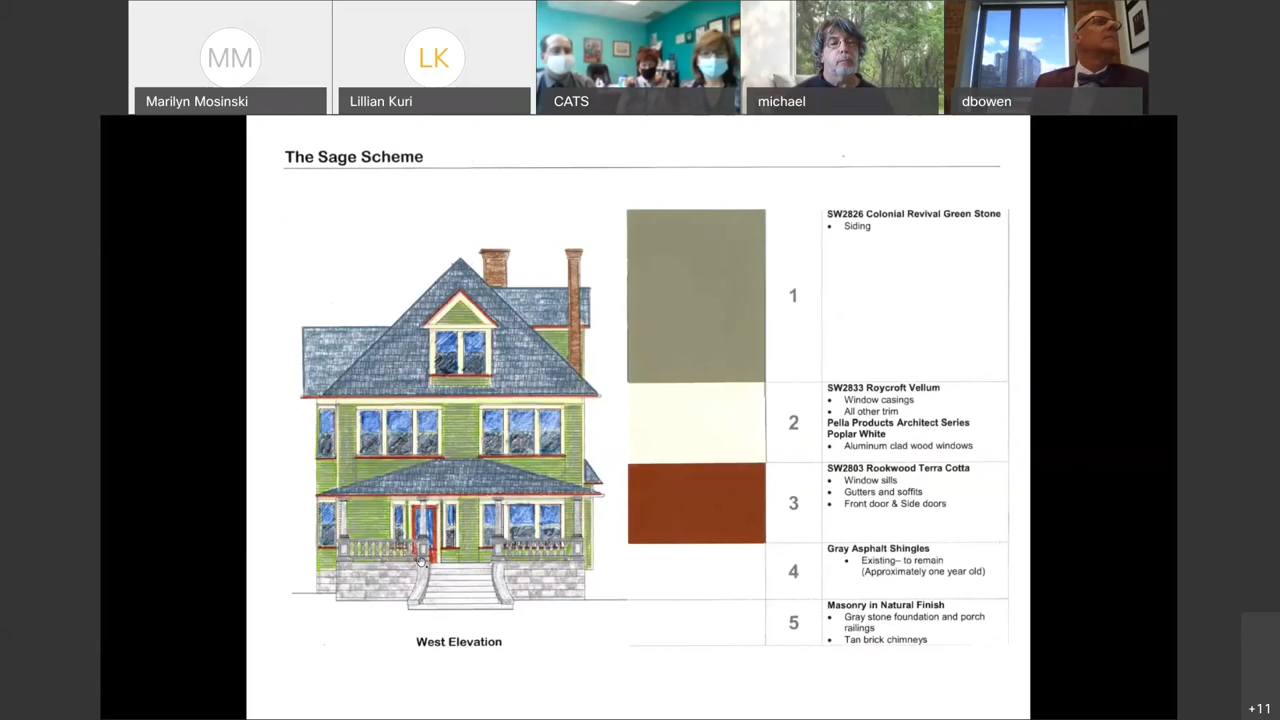 MM
LK
Marilyn Mosinski
Lillian Kuri
CATS
michael
dbowen
The Sage Scheme
1
SW2826 Colonial Revival Green Stone
• Siding
2
SW2833 Roycroft Vellum
• Window casings
• All other trim
Pella Products Architect Series
Poplar White
• Aluminum clad wood windows
3
SW2803 Rookwood Terra Cotta
• Window sills
• Gutters and soffits
• Front door & Side doors
4
Gray Asphalt Shingles
• Existing– to remain
(Approximately one year old)
5
Masonry in Natural Finish
• Gray stone foundation and porch
railings
• Tan brick chimneys
West Elevation
+11